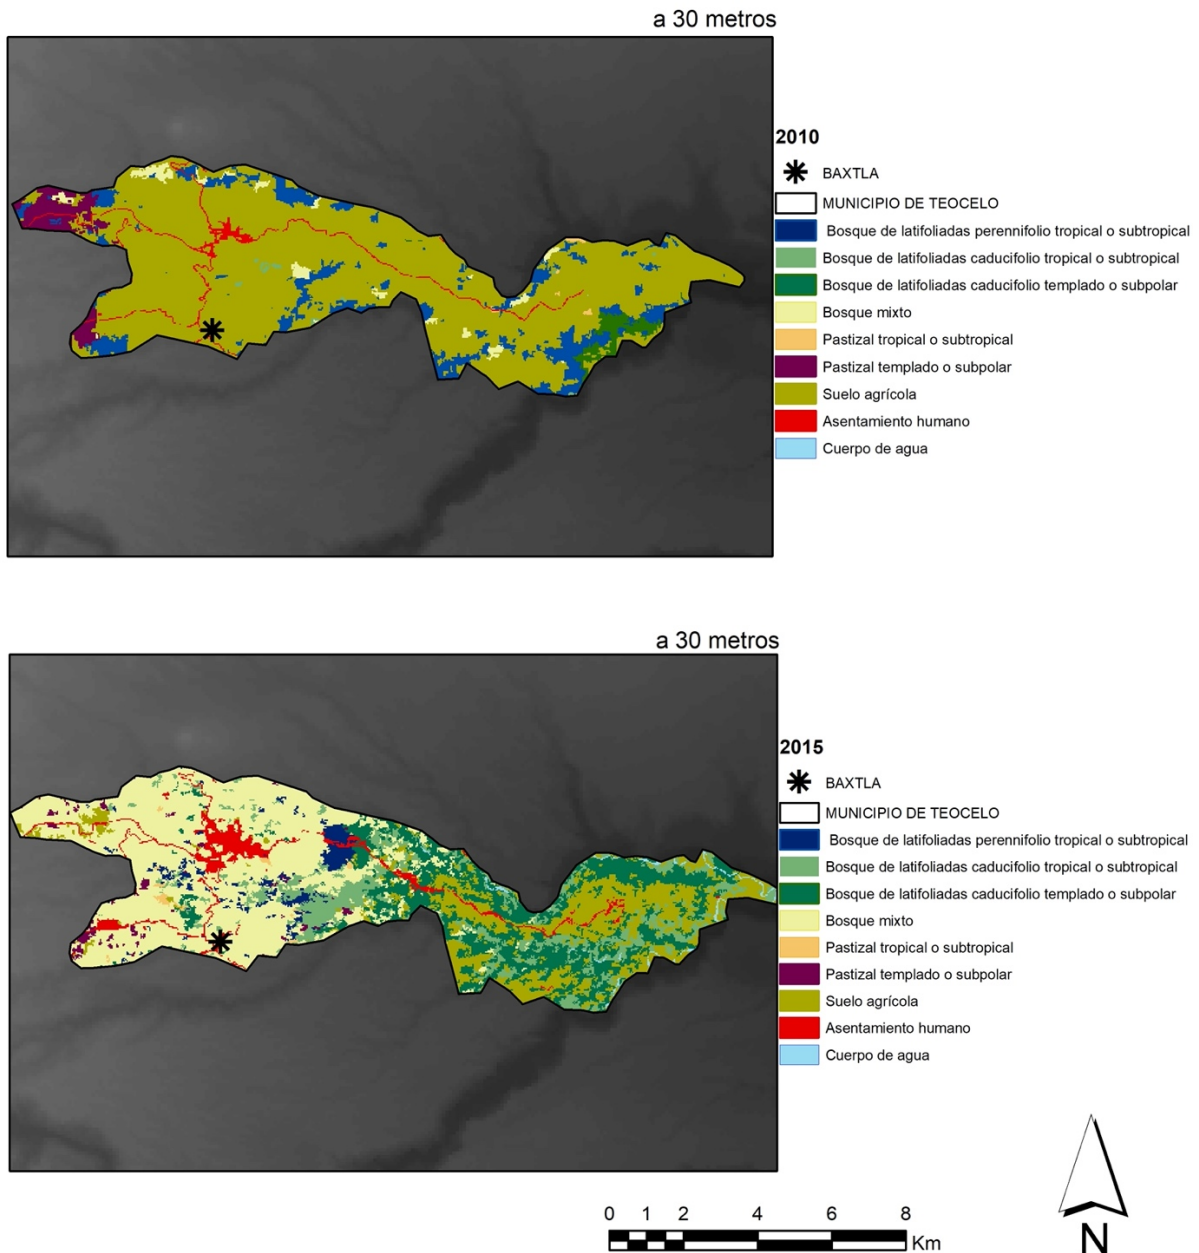 a 30 metros
2010
BAXTLA
MUNICIPIO DE TEOCELO
Bosque de latifoliadas perennifolio tropical o subtropical
Bosque de latifoliadas caducifolio tropical o subtropical
Bosque de latifoliadas caducifolio templado o subpolar
Bosque mixto
Pastizal tropical o subtropical
Pastizal templado o subpolar
Suelo agrícola
Asentamiento humano
Cuerpo de agua
a 30 metros
2015
BAXTLA
MUNICIPIO DE TEOCELO
Bosque de latifoliadas perennifolio tropical o subtropical
Bosque de latifoliadas caducifolio tropical o subtropical
Bosque de latifoliadas caducifolio templado o subpolar
Bosque mixto
Pastizal tropical o subtropical
Pastizal templado o subpolar
Suelo agrícola
Asentamiento humano
Cuerpo de agua
0 1 2 4 6 8
Km
N